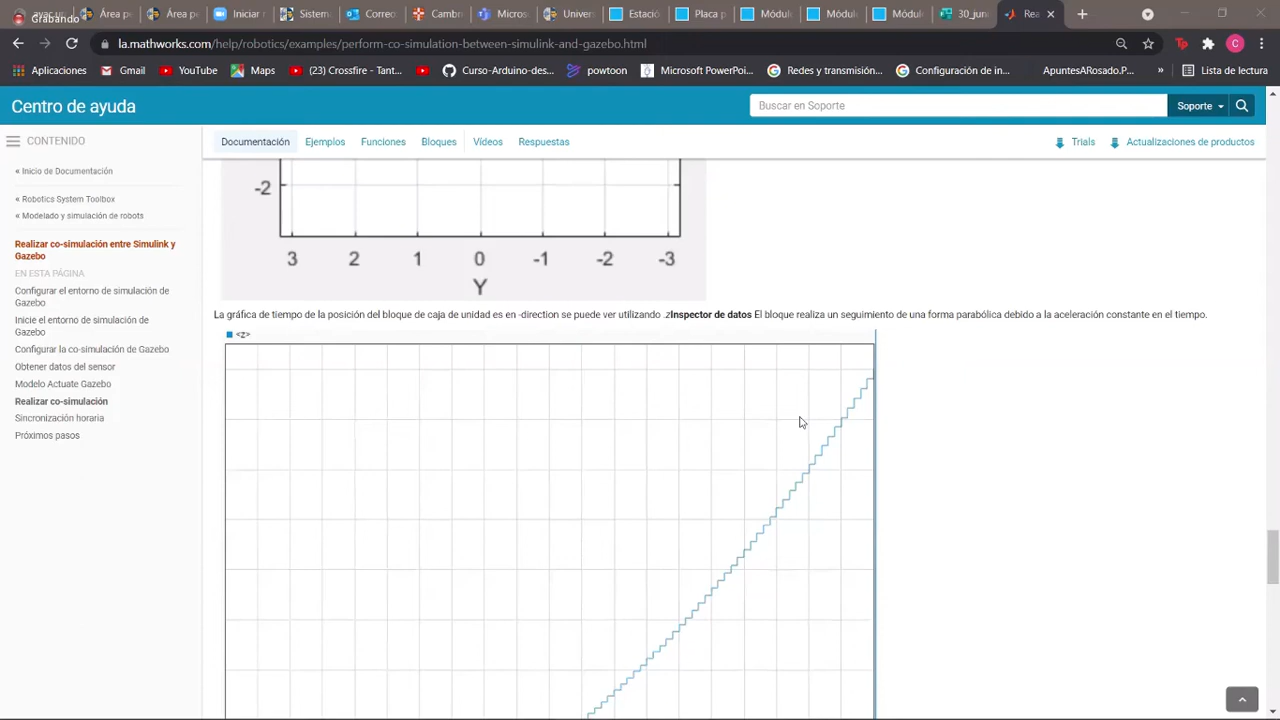 Grabando
Área po
Área pe
Iniciar
Sistem
Correo
Camb
Micros
Univer
Estació
Placa p
Módul
Módul
Módul
30_juni
Rea
la.mathworks.com/help/robotics/examples/perform-co-simulation-between-simulink-and-gazebo.html
Aplicaciones
Gmail
YouTube
Maps
(23) Crossfire - Tant...
Curso-Arduino-des...
powtoon
Microsoft PowerPoi...
Redes y transmisión...
Configuración de in...
ApuntesARosado.P...
»
Lista de lectura
Centro de ayuda
Buscar en Soporte
Soporte
CONTENIDO
Documentación
Ejemplos
Funciones
Bloques
Vídeos
Respuestas
Trials
Actualizaciones de productos
« Inicio de Documentación
« Robotics System Toolbox
« Modelado y simulación de robots
Realizar co-simulación entre Simulink y
Gazebo
EN ESTA PÁGINA
Configurar el entorno de simulación de
Gazebo
Inicie el entorno de simulación de
Gazebo
Configurar la co-simulación de Gazebo
Obtener datos del sensor
Modelo Actuate Gazebo
Realizar co-simulación
Sincronización horaria
Próximos pasos
-2
3 2 1 0 -1 -2 -3
Y
La gráfica de tiempo de la posición del bloque de caja de unidad es en -direction se puede ver utilizando .zInspector de datos El bloque realiza un seguimiento de una forma parabólica debido a la aceleración constante en el tiempo.
<z>